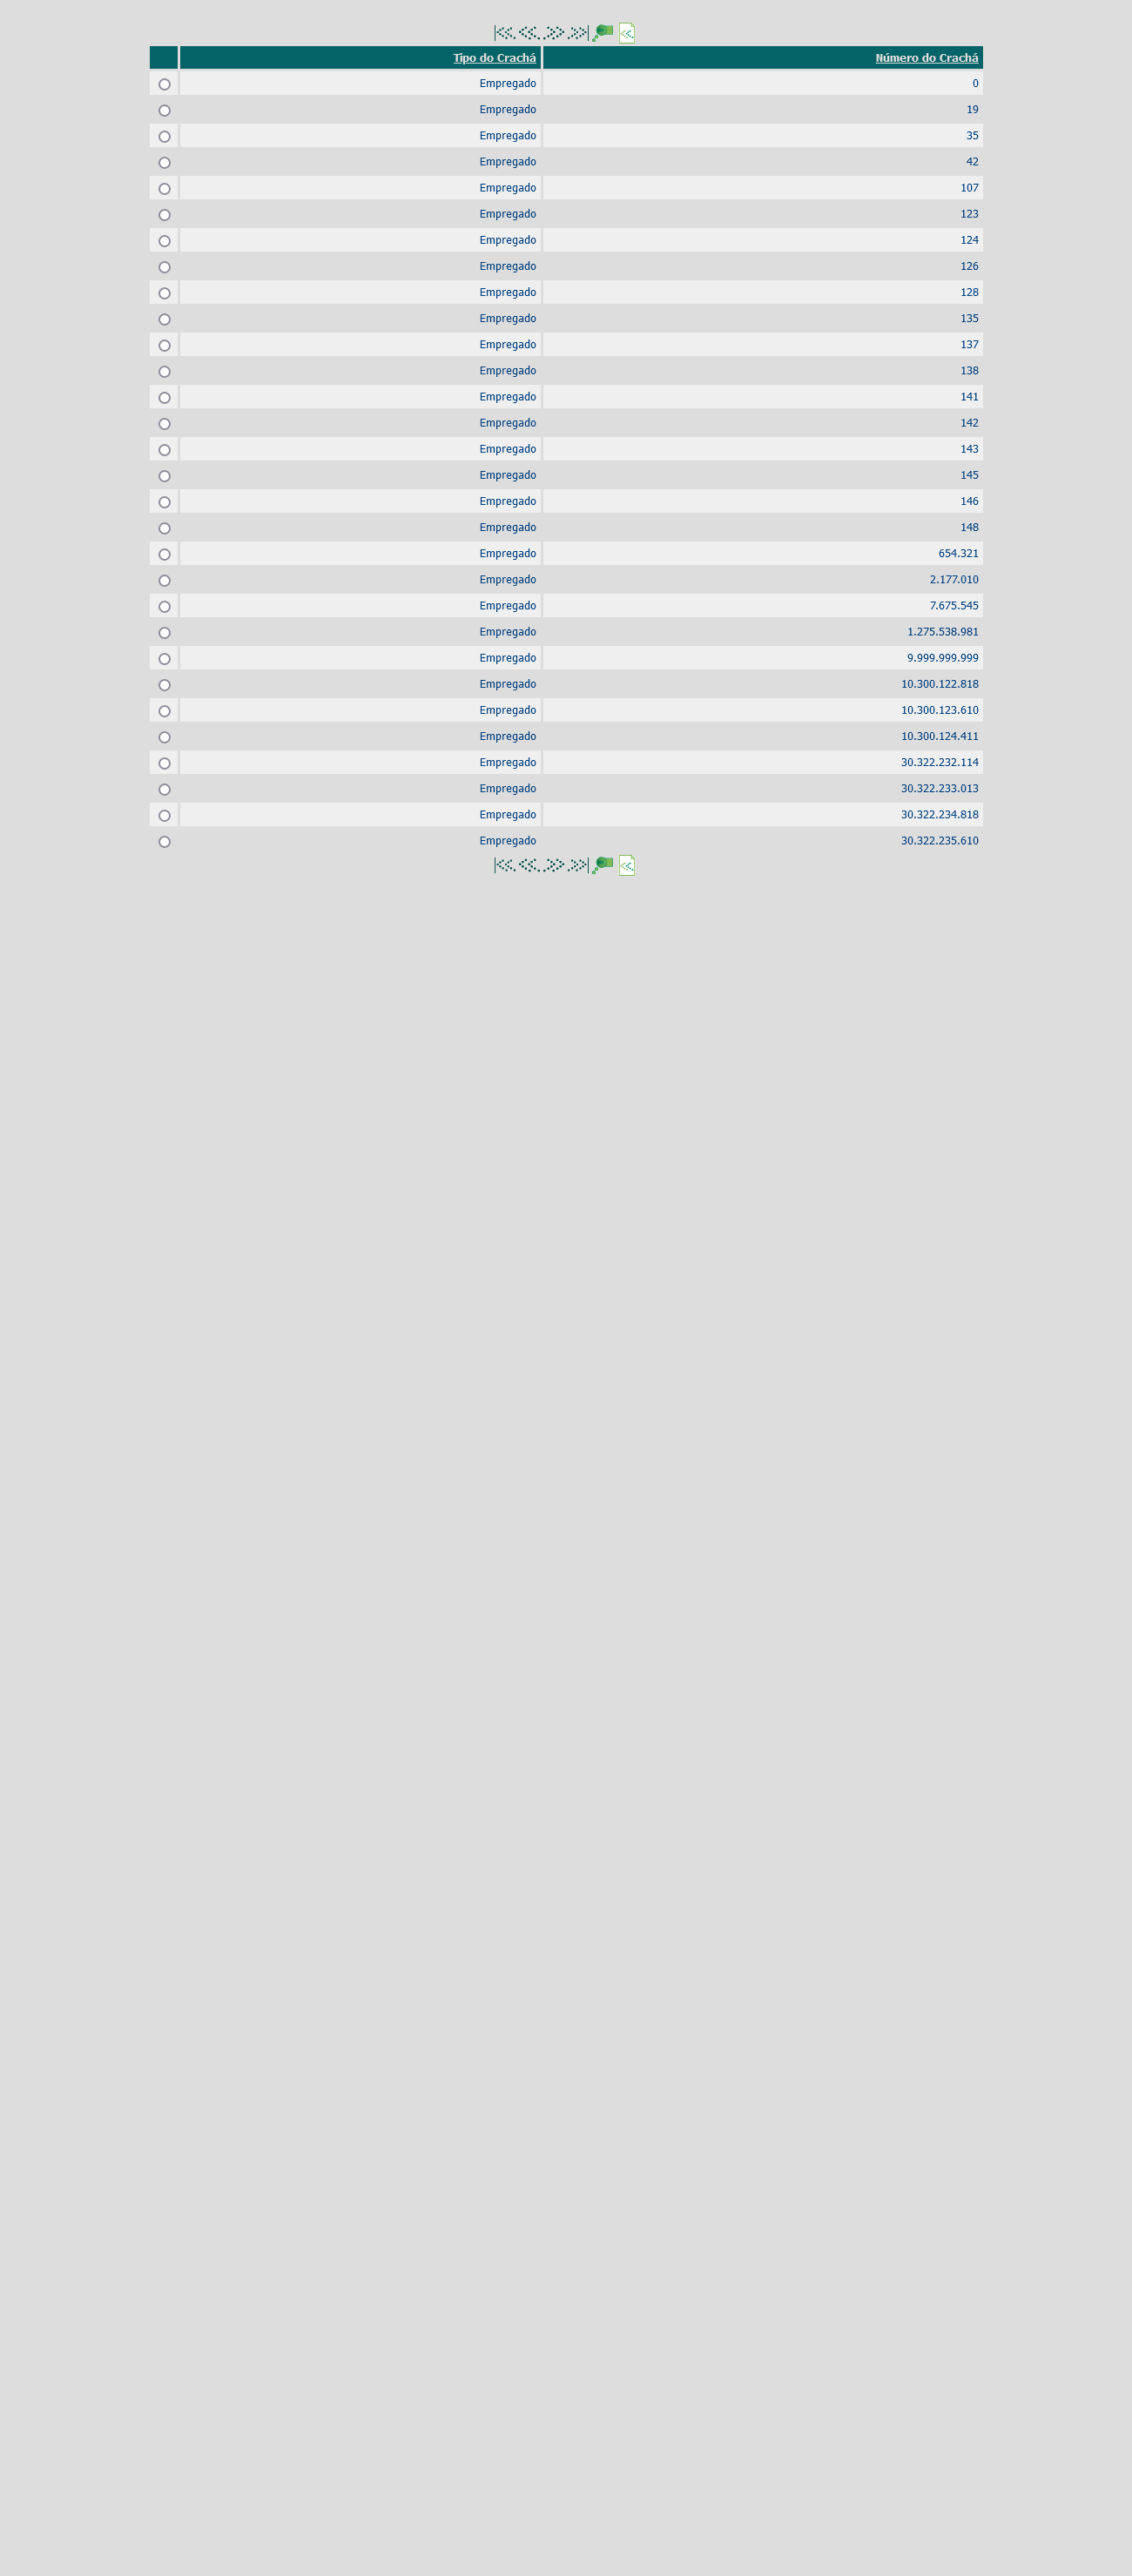 Tipo do Crachá Número do Crachá
Empregado 0
Empregado 19
Empregado 35
Empregado 42
Empregado 107
Empregado 123
Empregado 124
Empregado 126
Empregado 128
Empregado 135
Empregado 137
Empregado 138
Empregado 141
Empregado 142
Empregado 143
Empregado 145
Empregado 146
Empregado 148
Empregado 654.321
Empregado 2.177.010
Empregado 7.675.545
Empregado 1.275.538.981
Empregado 9.999.999.999
Empregado 10.300.122.818
Empregado 10.300.123.610
Empregado 10.300.124.411
Empregado 30.322.232.114
Empregado 30.322.233.013
Empregado 30.322.234.818
Empregado 30.322.235.610